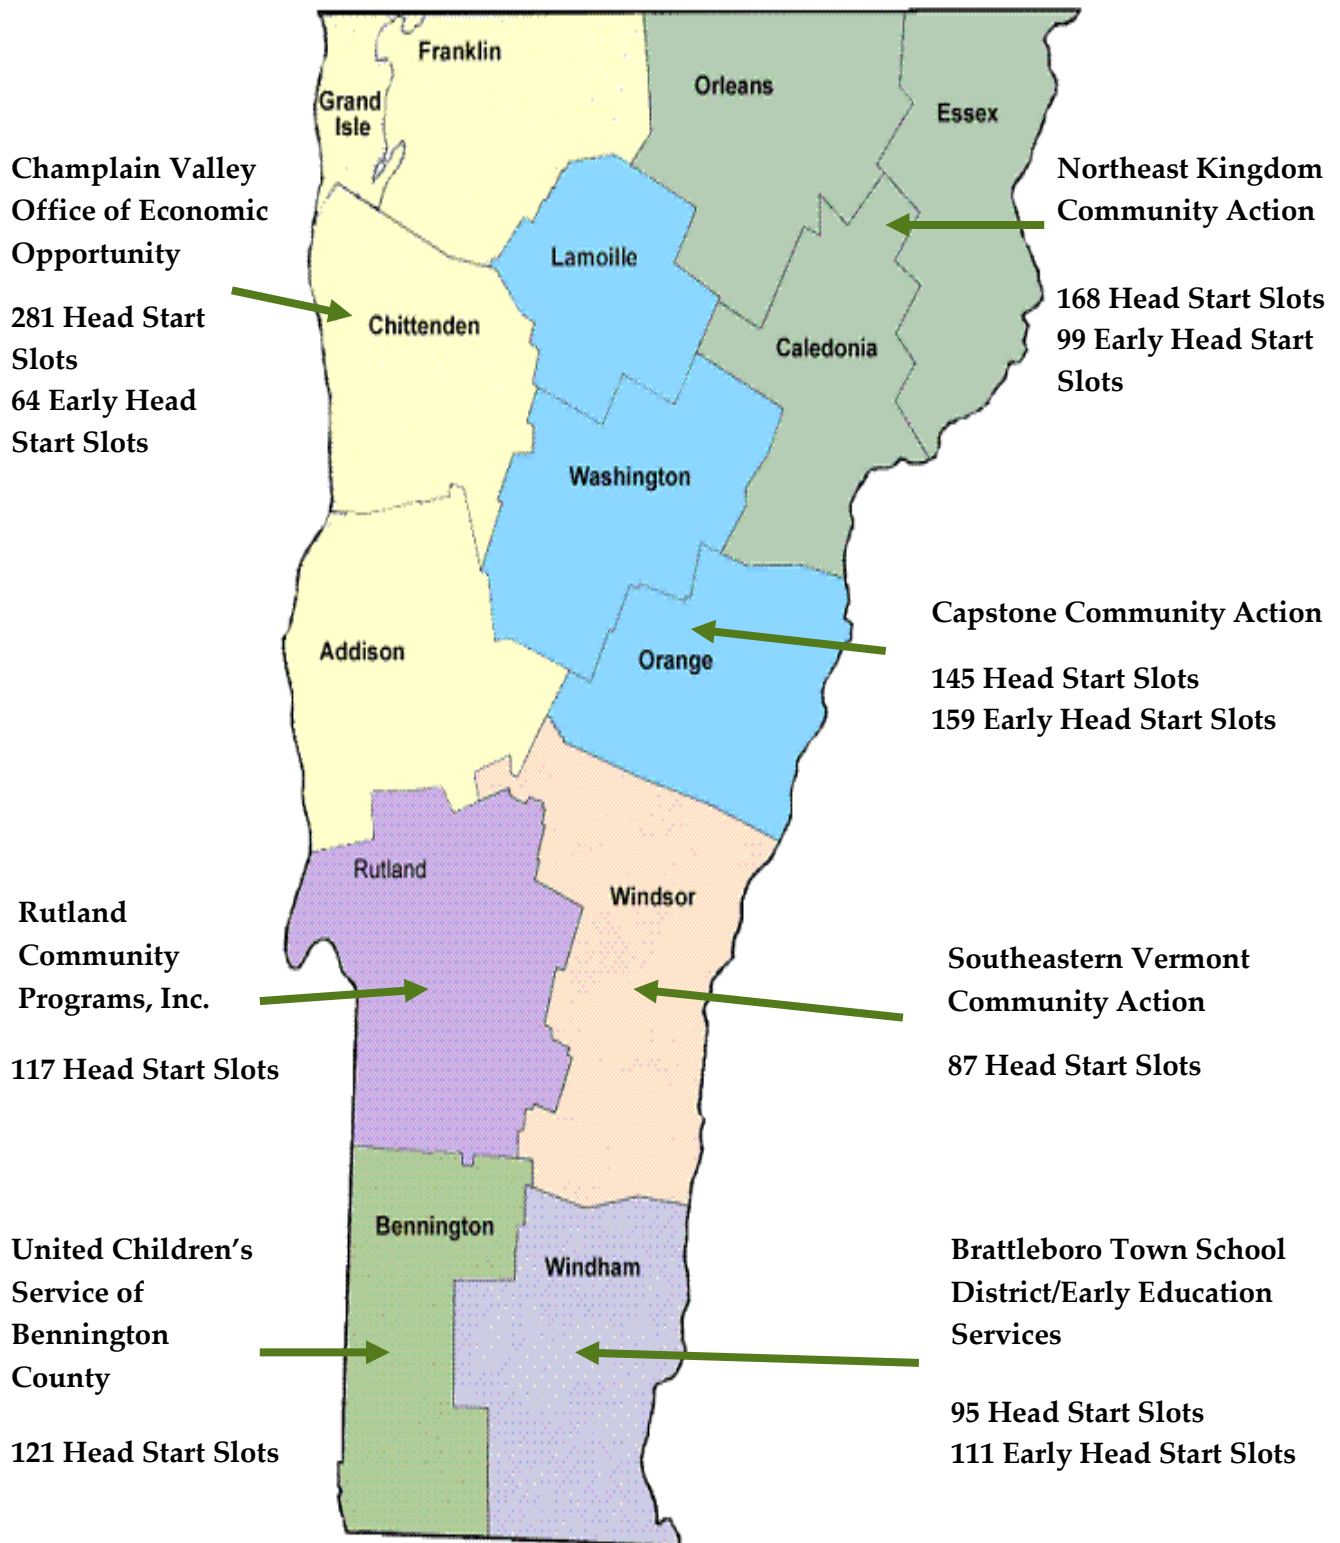 Franklin
Grand
Isle
Orleans
Essex
Champlain Valley
Office of Economic
Opportunity
281 Head Start
Slots
64 Early Head
Start Slots
Northeast Kingdom
Community Action
168 Head Start Slots
99 Early Head Start
Slots
Lamoille
Chittenden
Caledonia
Washington
Addison
Orange
Capstone Community Action
145 Head Start Slots
159 Early Head Start Slots
Rutland
Windsor
Rutland
Community
Programs, Inc.
117 Head Start Slots
Southeastern Vermont
Community Action
87 Head Start Slots
Bennington
Windham
United Children’s
Service of
Bennington
County
121 Head Start Slots
Brattleboro Town School
District/Early Education
Services
95 Head Start Slots
111 Early Head Start Slots